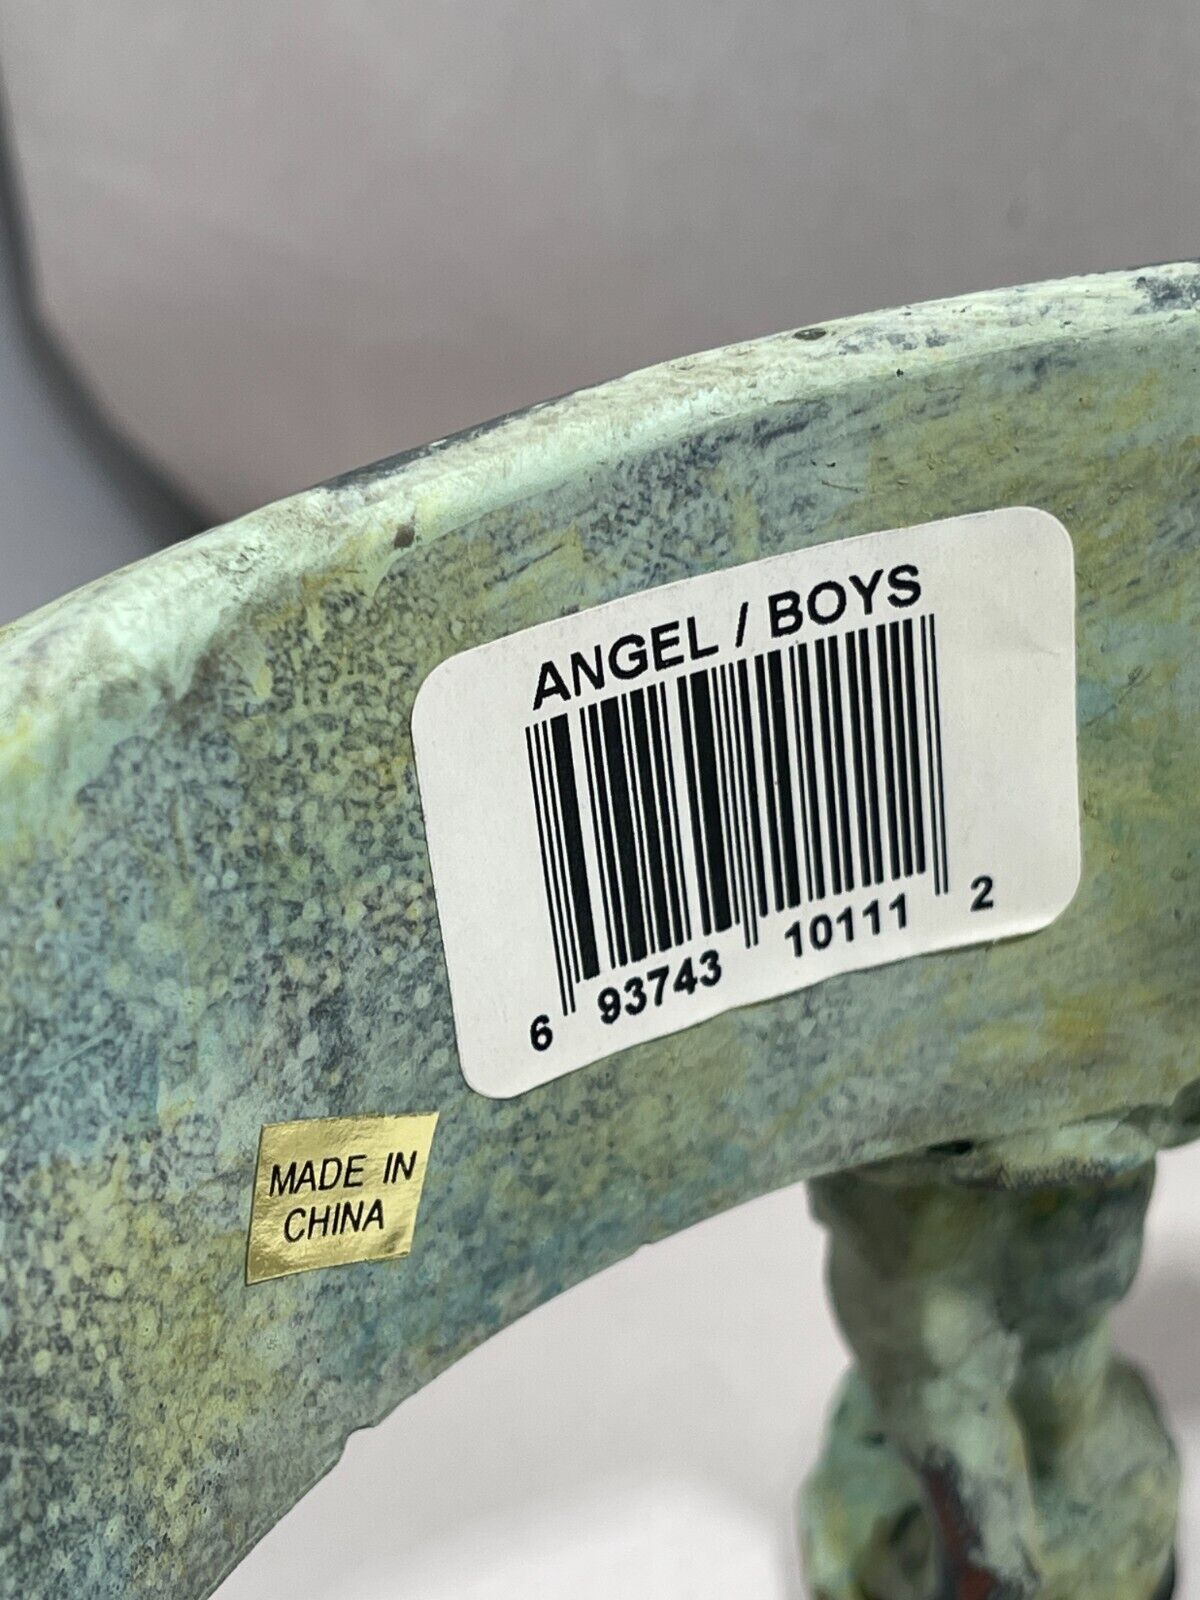 ANGEL / BOYS
6 93743 10111 2
MADE IN
CHINA